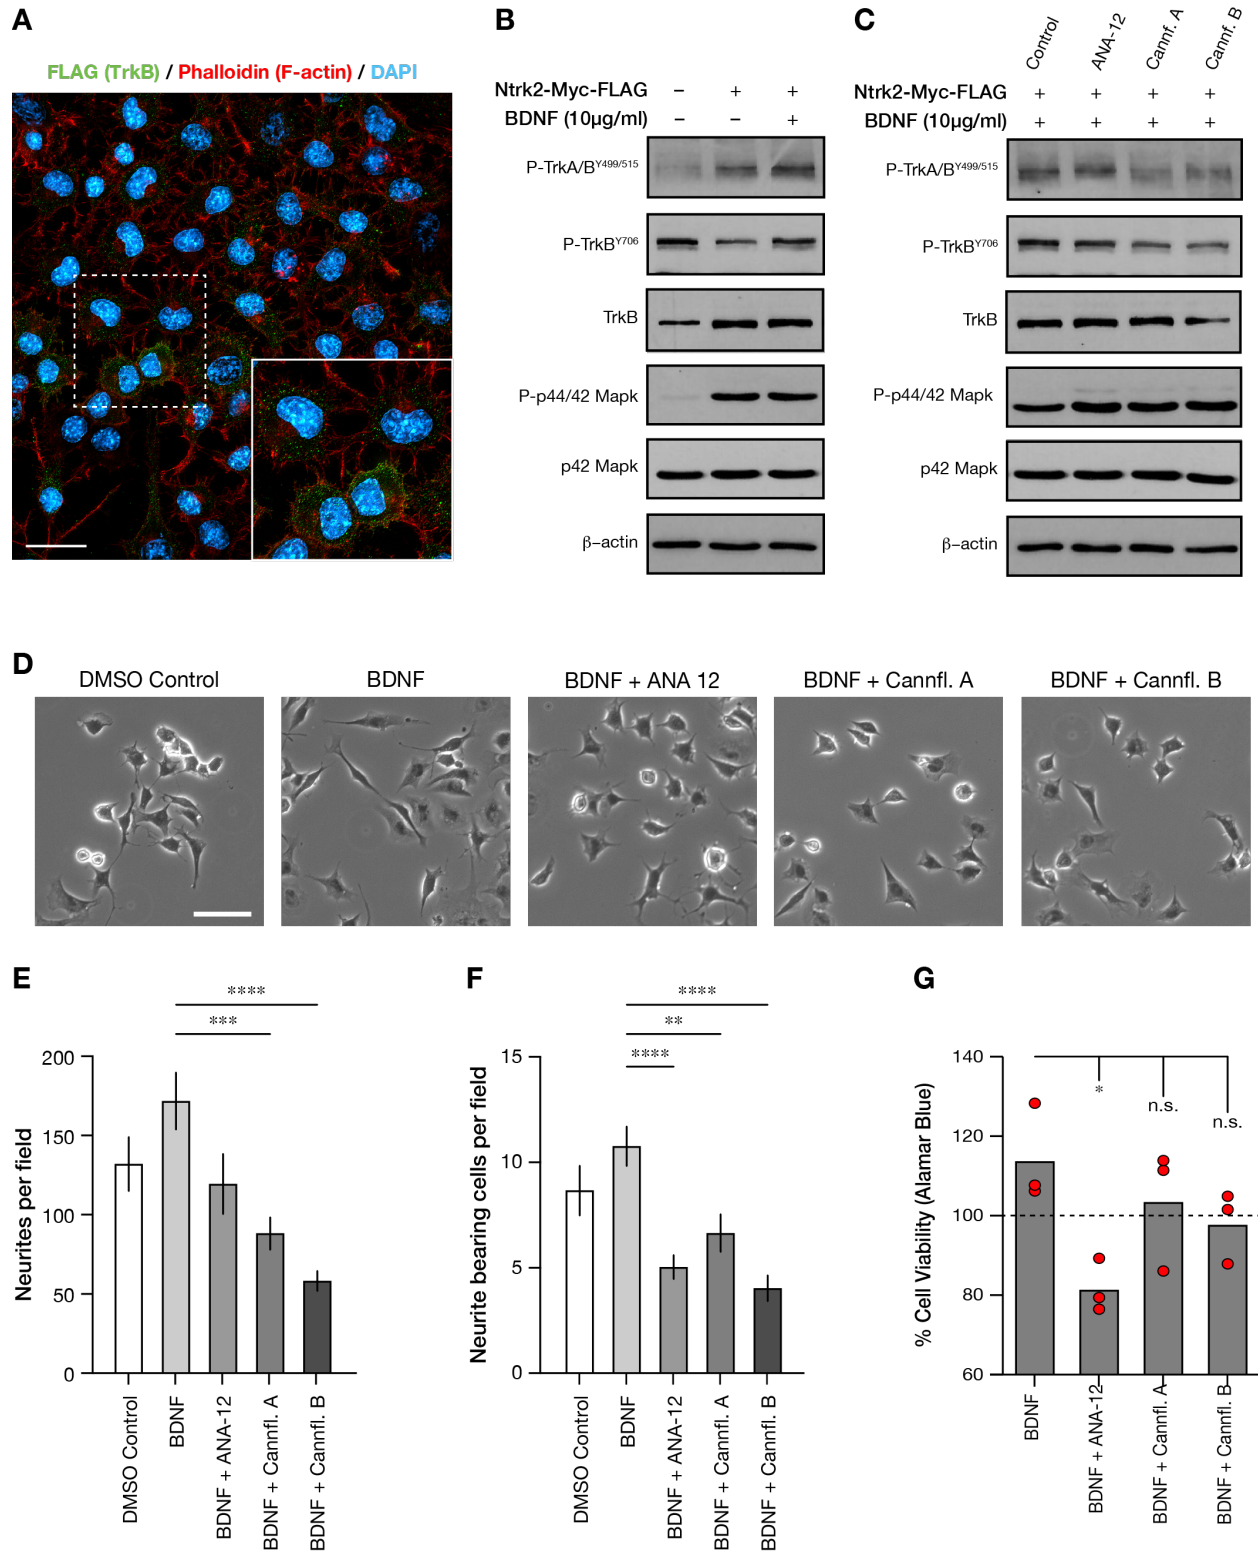 A
FLAG (TrkB) / Phalloidin (F-actin) / DAPI
B
Ntrk2-Myc-FLAG − + +
BDNF (10µg/ml) − − +
P-TrkA/BY499/515
P-TrkBY706
TrkB
P-p44/42 Mapk
p42 Mapk
β–actin
C
Control ANA-12 Cannf. A Cannf. B
Ntrk2-Myc-FLAG + + + +
BDNF (10µg/ml) + + + +
P-TrkA/BY499/515
P-TrkBY706
TrkB
P-p44/42 Mapk
p42 Mapk
β–actin
D
DMSO Control BDNF BDNF + ANA 12 BDNF + Cannfl. A BDNF + Cannfl. B
E
****
***
200
150
100
50
0
Neurites per field
DMSO Control
BDNF
BDNF + ANA-12
BDNF + Cannfl. A
BDNF + Cannfl. B
F
****
**
****
15
10
5
0
Neurite bearing cells per field
DMSO Control
BDNF
BDNF + ANA-12
BDNF + Cannfl. A
BDNF + Cannfl. B
G
140
120
100
80
60
% Cell Viability (Alamar Blue)
*
n.s.
n.s.
BDNF
BDNF + ANA-12
BDNF + Cannfl. A
BDNF + Cannfl. B